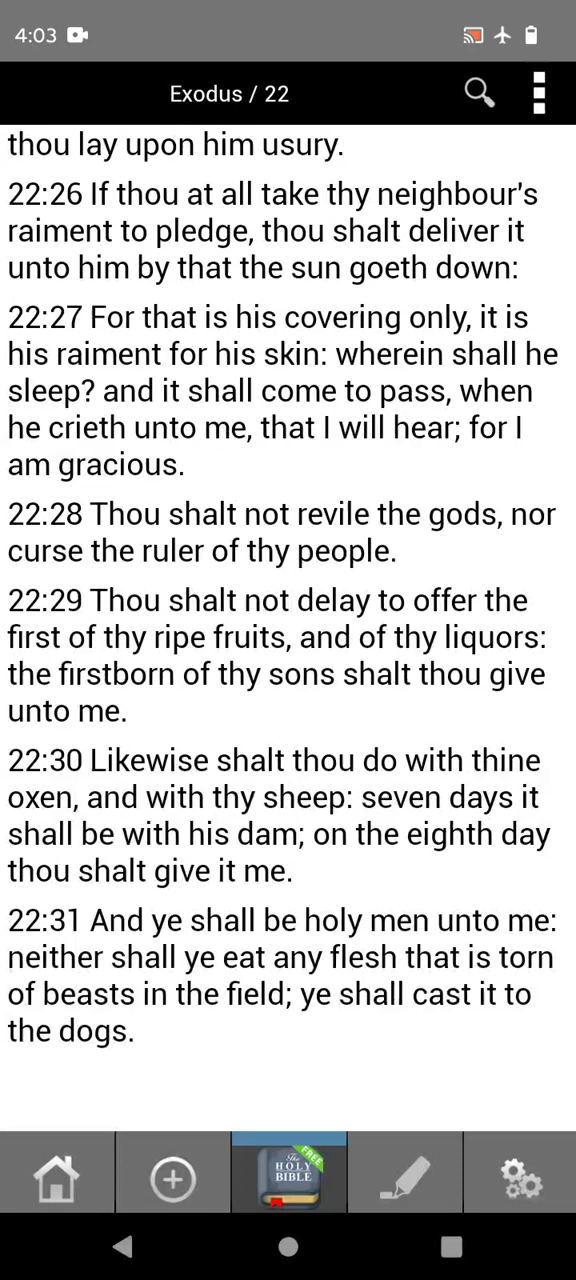 4:03
Exodus / 22
thou lay upon him usury.
22:26 If thou at all take thy neighbour's
raiment to pledge, thou shalt deliver it
unto him by that the sun goeth down:
22:27 For that is his covering only, it is
his raiment for his skin: wherein shall he
sleep? and it shall come to pass, when
he crieth unto me, that I will hear; for I
am gracious.
22:28 Thou shalt not revile the gods, nor
curse the ruler of thy people.
22:29 Thou shalt not delay to offer the
first of thy ripe fruits, and of thy liquors:
the firstborn of thy sons shalt thou give
unto me.
22:30 Likewise shalt thou do with thine
oxen, and with thy sheep: seven days it
shall be with his dam; on the eighth day
thou shalt give it me.
22:31 And ye shall be holy men unto me:
neither shall ye eat any flesh that is torn
of beasts in the field; ye shall cast it to
the dogs.
FREE
The
HOLY
BIBLE